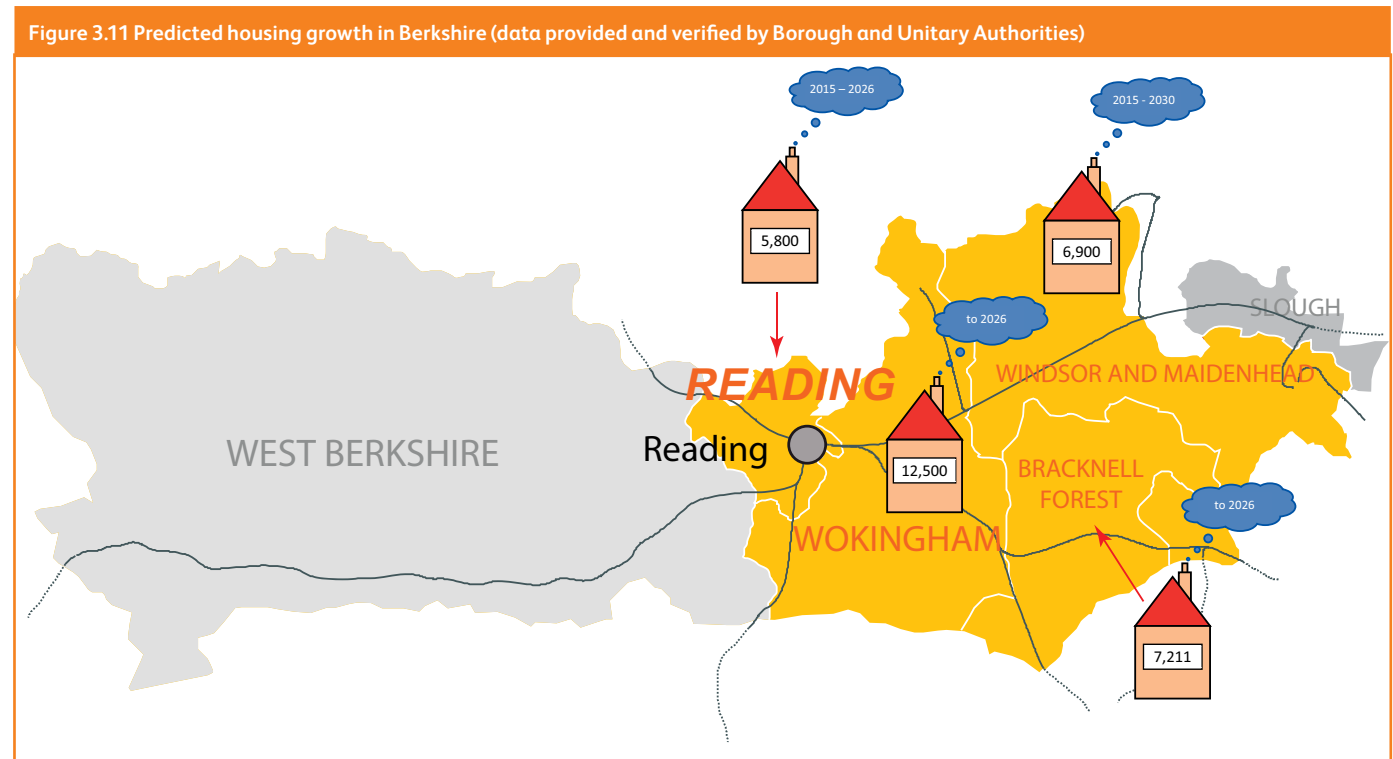 Figure 3.11 Predicted housing growth in Berkshire (data provided and verified by Borough and Unitary Authorities)
2015 – 2026
2015 - 2030
5,800
6,900
SLOUGH
to 2026
READING
WINDSOR AND MAIDENHEAD
Reading
WEST BERKSHIRE
12,500
BRACKNELL
FOREST
to 2026
WOKINGHAM
7,211